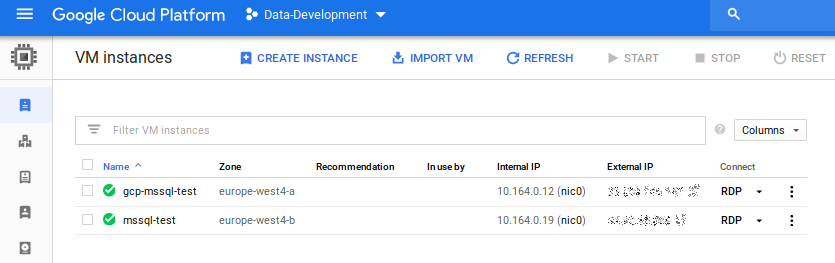 Google Cloud Platform Data-Development
VM instances CREATE INSTANCE IMPORT VM REFRESH START STOP RESET
Filter VM instances ? Columns
Name Zone Recommendation In use by Internal IP External IP Connect
gcp-mssql-test europe-west4-a 10.164.0.12 (nic0) RDP
mssql-test europe-west4-b 10.164.0.19 (nic0) RDP